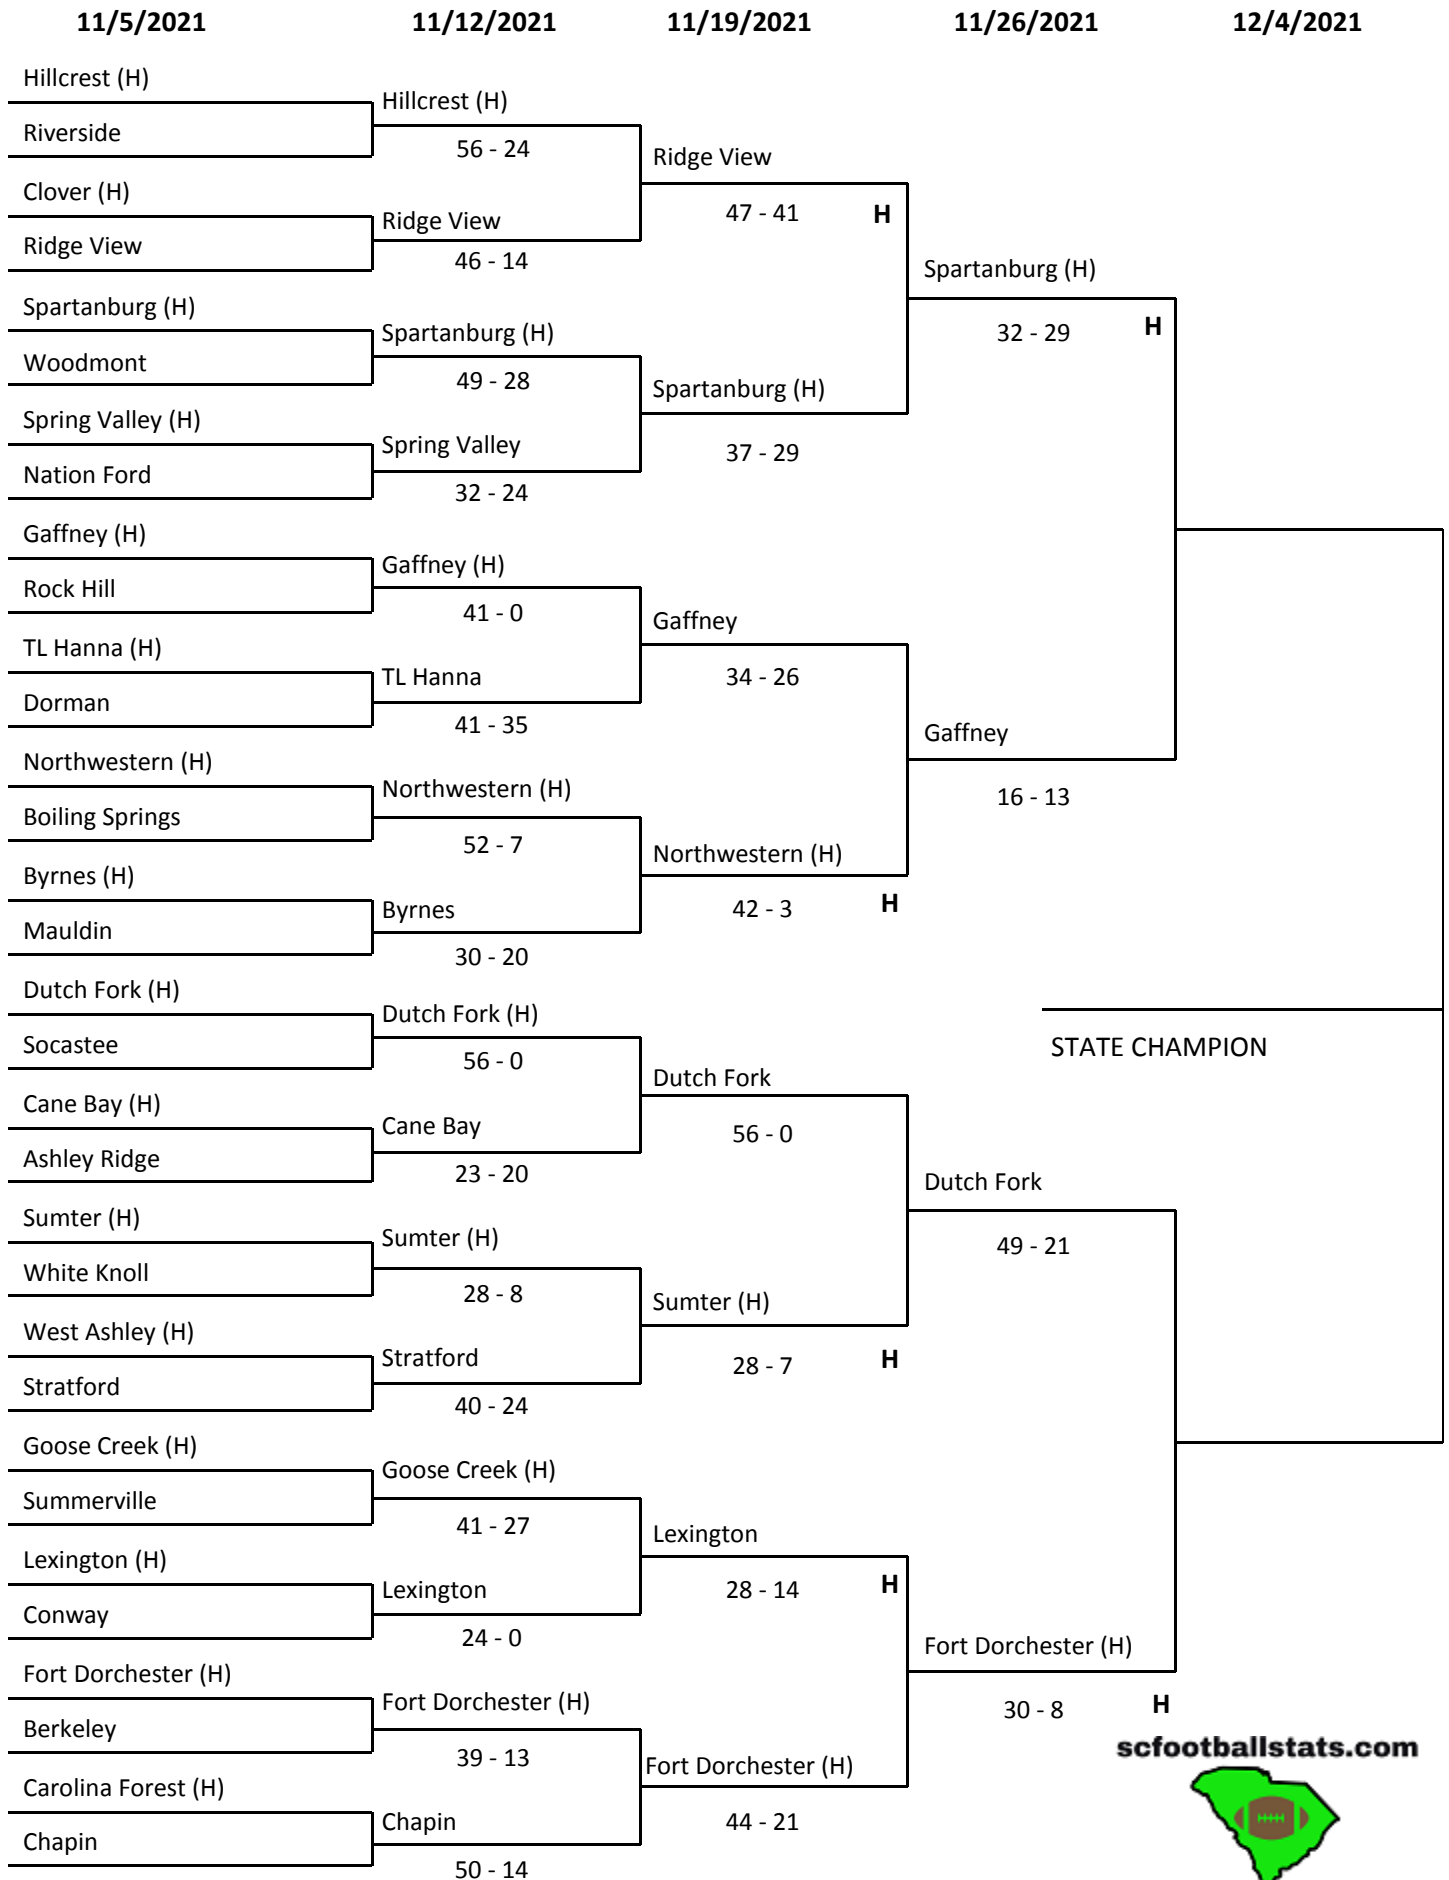 11/5/2021 11/12/2021 11/19/2021 11/26/2021 12/4/2021
Hillcrest (H)
Riverside
Clover (H)
Ridge View
Spartanburg (H)
Woodmont
Spring Valley (H)
Nation Ford
Gaffney (H)
Rock Hill
TL Hanna (H)
Dorman
Northwestern (H)
Boiling Springs
Byrnes (H)
Mauldin
Dutch Fork (H)
Socastee
Cane Bay (H)
Ashley Ridge
Sumter (H)
White Knoll
West Ashley (H)
Stratford
Goose Creek (H)
Summerville
Lexington (H)
Conway
Fort Dorchester (H)
Berkeley
Carolina Forest (H)
Chapin
Hillcrest (H)
56 - 24
Ridge View
46 - 14
Spartanburg (H)
49 - 28
Spring Valley
32 - 24
Gaffney (H)
41 - 0
TL Hanna
41 - 35
Northwestern (H)
52 - 7
Byrnes
30 - 20
Dutch Fork (H)
56 - 0
Cane Bay
23 - 20
Sumter (H)
28 - 8
Stratford
40 - 24
Goose Creek (H)
41 - 27
Lexington
24 - 0
Fort Dorchester (H)
39 - 13
Chapin
50 - 14
Ridge View
47 - 41 H
Spartanburg (H)
37 - 29
Gaffney
34 - 26
Northwestern (H)
42 - 3 H
Dutch Fork
56 - 0
Sumter (H)
28 - 7 H
Lexington
28 - 14 H
Fort Dorchester (H)
44 - 21
Spartanburg (H)
32 - 29 H
Gaffney
16 - 13
Dutch Fork
49 - 21
Fort Dorchester (H)
30 - 8 H
STATE CHAMPION
scfootballstats.com